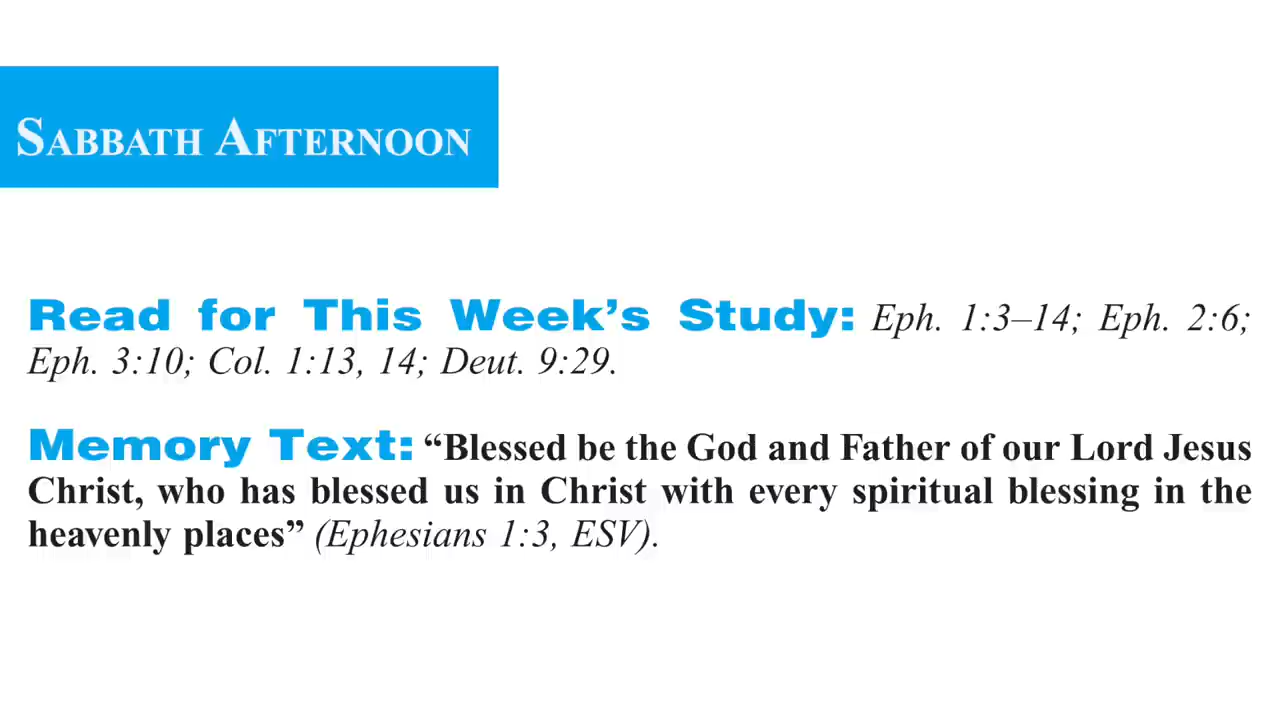 SABBATH AFTERNOON
Read for This Week’s Study: Eph. 1:3–14; Eph. 2:6;
Eph. 3:10; Col. 1:13, 14; Deut. 9:29.
Memory Text: “Blessed be the God and Father of our Lord Jesus
Christ, who has blessed us in Christ with every spiritual blessing in the
heavenly places” (Ephesians 1:3, ESV).